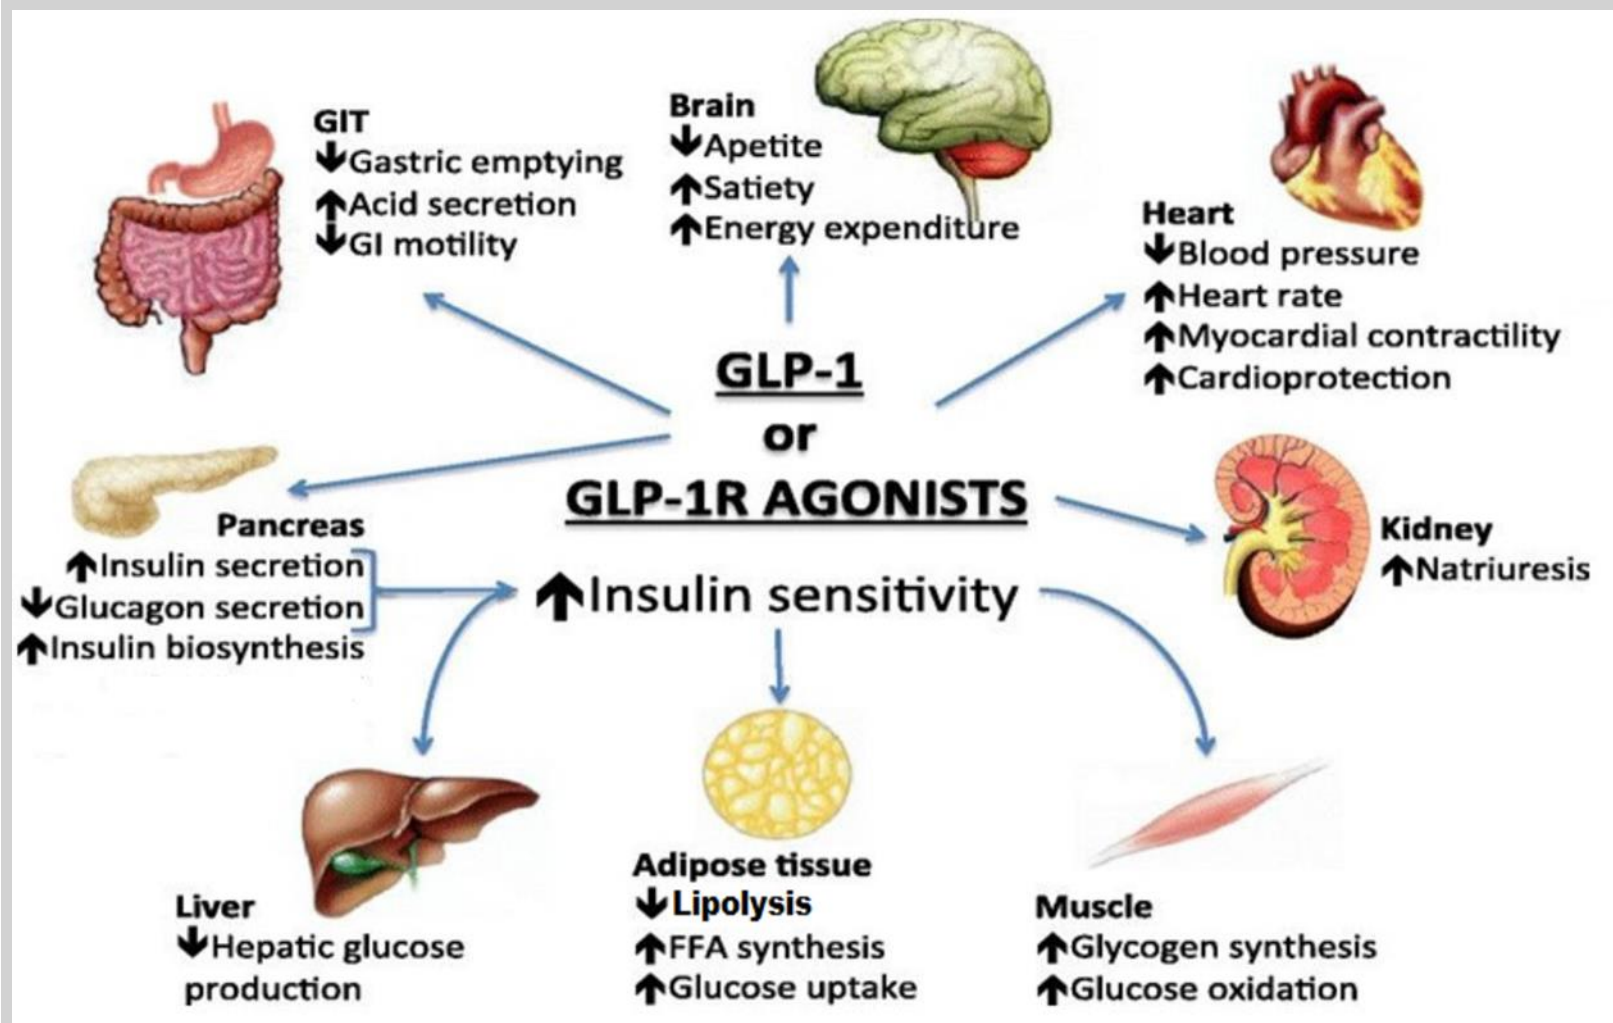 GIT
↓Gastric emptying
↑Acid secretion
↓GI motility
Brain
↓Apetite
↑Satiety
↑Energy expenditure
Heart
↓Blood pressure
↑Heart rate
↑Myocardial contractility
↑Cardioprotection
GLP-1
or
GLP-1R AGONISTS
Pancreas
↑Insulin secretion
↓Glucagon secretion
↑Insulin biosynthesis
↑Insulin sensitivity
Kidney
↑Natriuresis
Liver
↓Hepatic glucose
production
Adipose tissue
↓Lipolysis
↑FFA synthesis
↑Glucose uptake
Muscle
↑Glycogen synthesis
↑Glucose oxidation